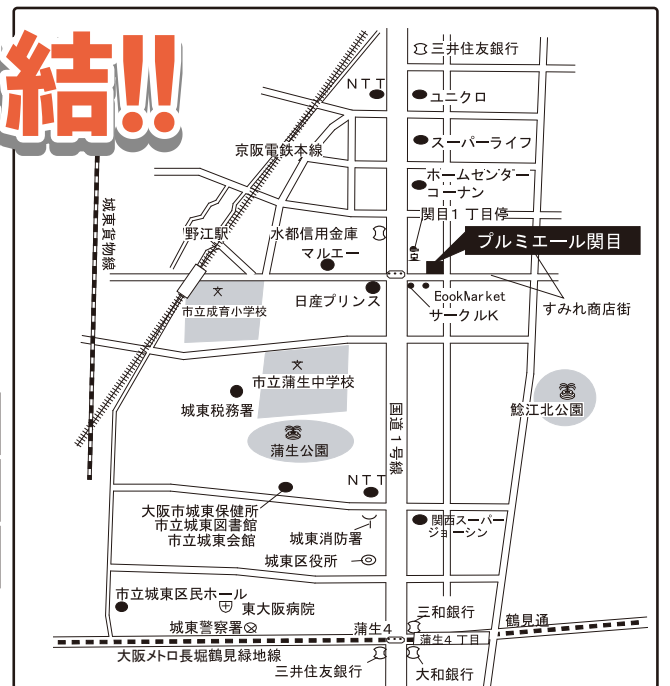 結!!
三井住友銀行
NTT
ユニクロ
京阪電鉄本線
スーパーライフ
ホームセンター
コーナン
城東貨物線
関目1 丁目停
野江駅
水都信用金庫
マルエー
プルミエール関目
市立成育小学校
日産プリンス
EookMarket
サークルK
すみれ商店街
市立蒲生中学校
城東税務署
国道1号線
鯰江北公園
蒲生公園
NTT
大阪市城東保健所
市立城東図書館
市立城東会館
城東消防署
関西スーパー
ジョーシン
城東区役所
市立城東区民ホール
東大阪病院
城東警察署
三和銀行
鶴見通
蒲生4
蒲生4 丁目
大阪メトロ長堀鶴見緑地線
三井住友銀行
大和銀行